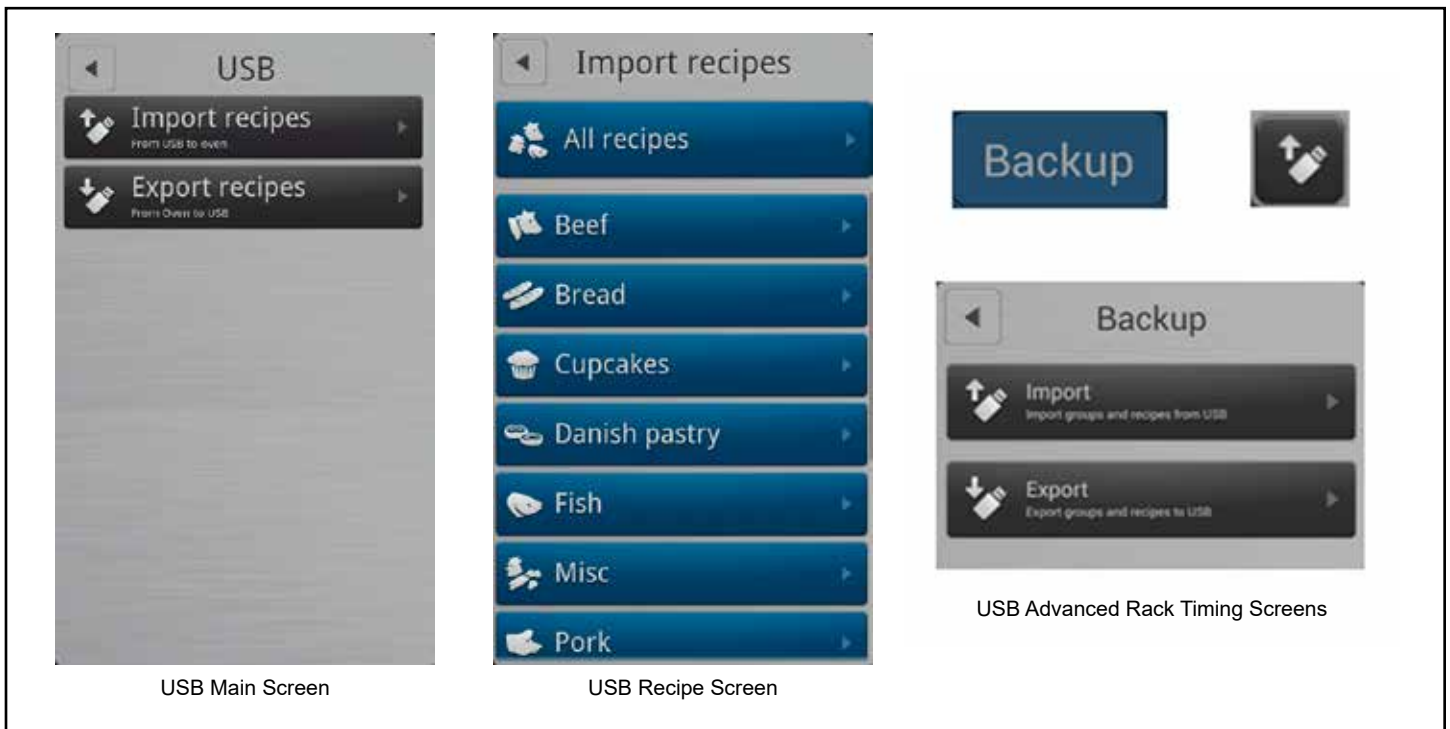 USB
Import recipes
From USB to oven
Export recipes
From Oven to USB
USB Main Screen
Import recipes
All recipes
Beef
Bread
Cupcakes
Danish pastry
Fish
Misc
Pork
USB Recipe Screen
Backup
Backup
Import
Import groups and recipes from USB
Export
Export groups and recipes to USB
USB Advanced Rack Timing Screens